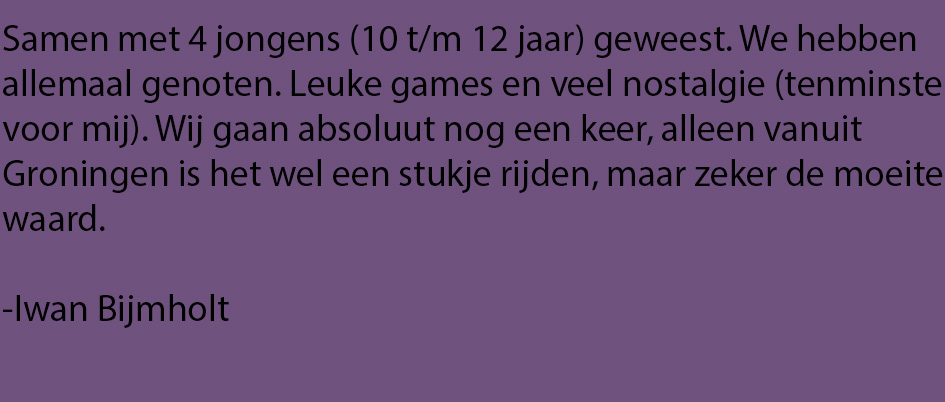 Samen met 4 jongens (10 t/m 12 jaar) geweest. We hebben
allemaal genoten. Leuke games en veel nostalgie (tenminste
voor mij). Wij gaan absoluut nog een keer, alleen vanuit
Groningen is het wel een stukje rijden, maar zeker de moeite
waard.

-Iwan Bijmholt